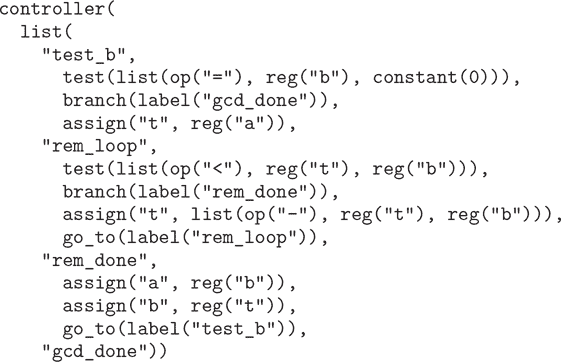 controller(
  list(
    "test_b",
      test(list(op("="), reg("b"), constant(0))),
      branch(label("gcd_done")),
      assign("t", reg("a")),
    "rem_loop",
      test(list(op("<"), reg("t"), reg("b"))),
      branch(label("rem_done")),
      assign("t", list(op("-"), reg("t"), reg("b"))),
      go_to(label("rem_loop")),
    "rem_done",
      assign("a", reg("b")),
      assign("b", reg("t")),
      go_to(label("test_b")),
    "gcd_done"))